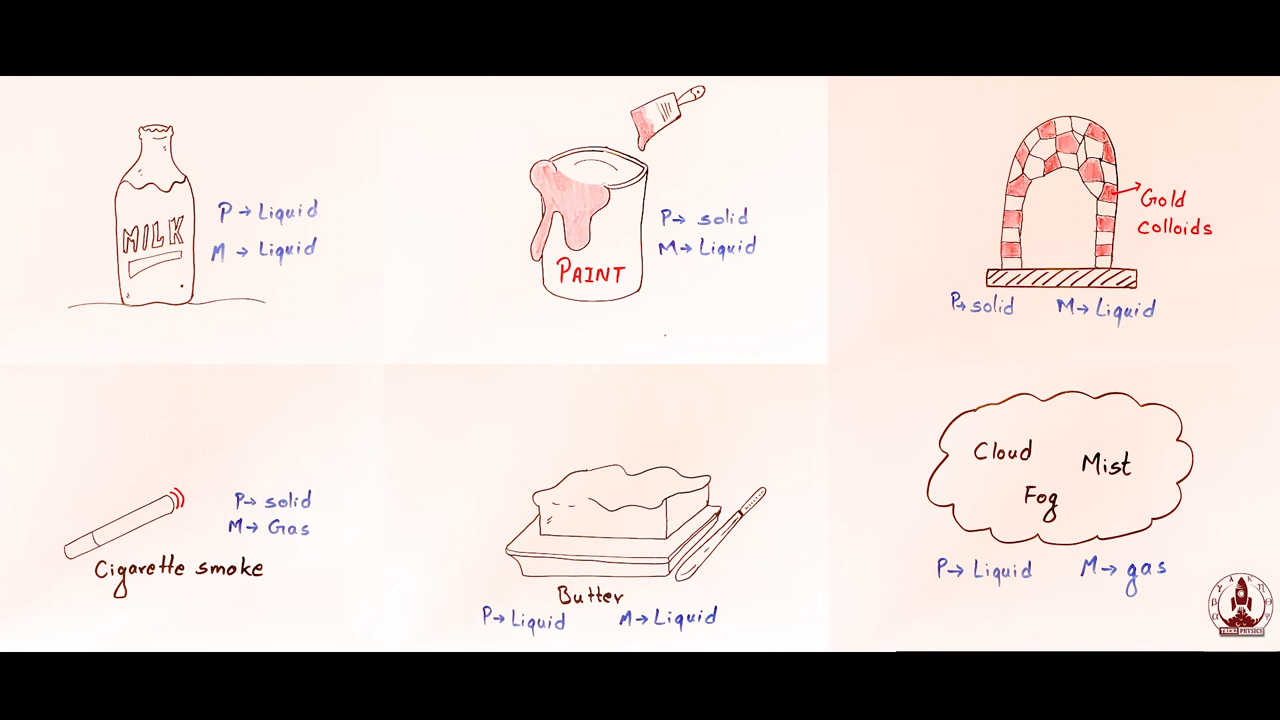 MILK
P→ Liquid
M → Liquid
PAINT
P→ solid
M→ Liquid
Gold
colloids
P→ solid M→ Liquid
P→ solid
M→ Gas
Cigarette smoke
Butter
P→ Liquid M→ Liquid
Cloud
Mist
Fog
P→ Liquid M→ gas
PHYSICS